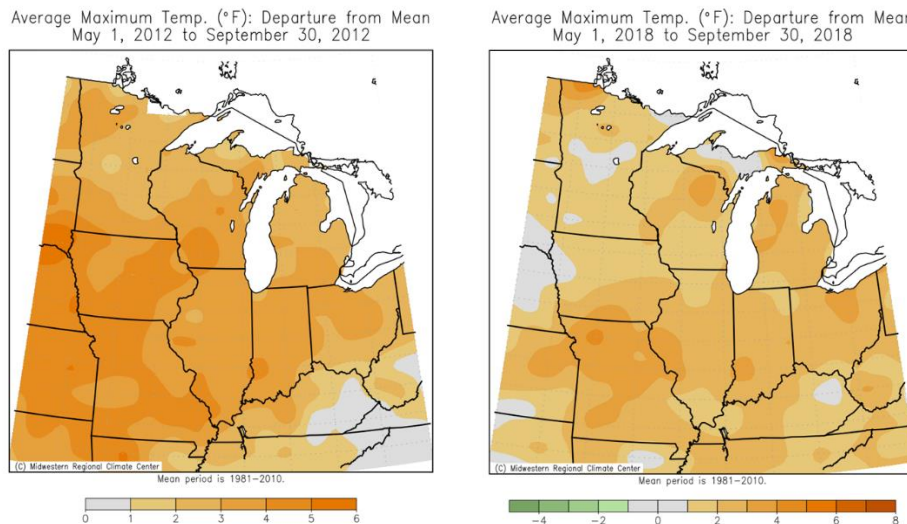 Average Maximum Temp. (°F): Departure from Mean
May 1, 2012 to September 30, 2012
(C) Midwestern Regional Climate Center
Mean period is 1981-2010.
0 1 2 3 4 5 6
Average Maximum Temp. (°F): Departure from Mean
May 1, 2018 to September 30, 2018
(C) Midwestern Regional Climate Center
Mean period is 1981-2010.
-4 -2 0 2 4 6 8